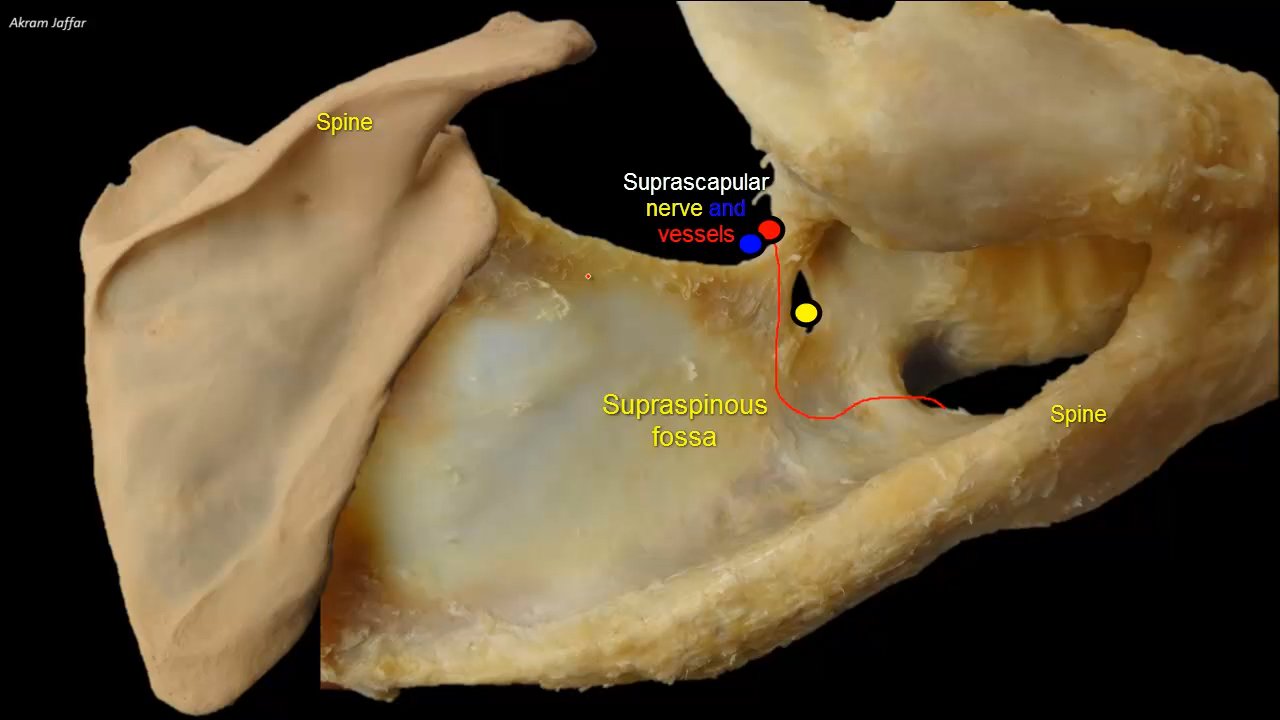 Akram Jaffar
Spine
Suprascapular
nerve and
vessels
Supraspinous
fossa
Spine